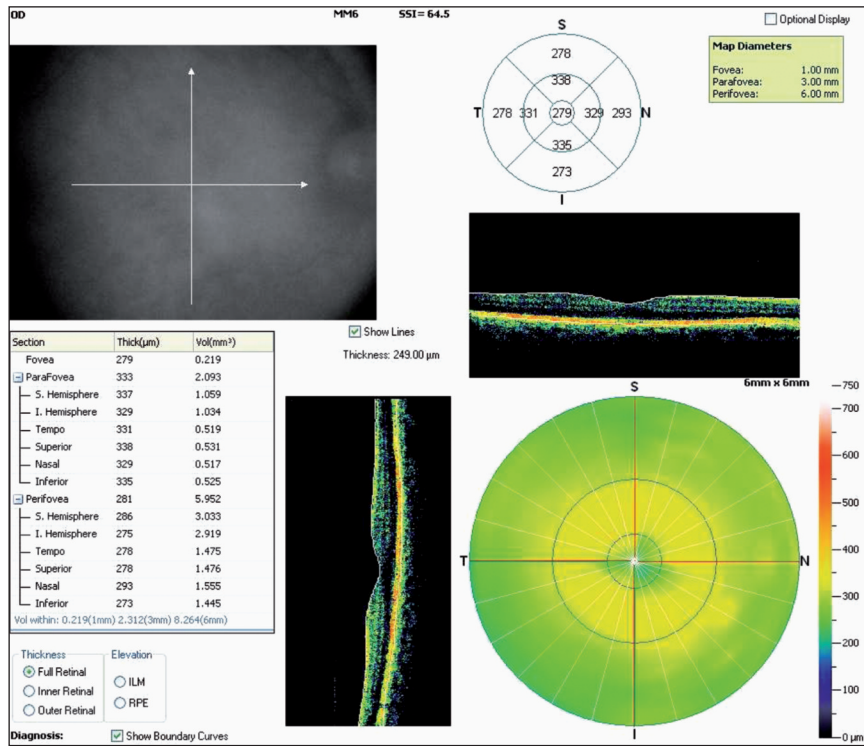 OD MM6 SSI= 64.5
Optional Display
Map Diameters
Fovea: 1.00 mm
Parafovea: 3.00 mm
Perifovea: 6.00 mm
S
278
338
T 278 331 279 329 293 N
335
273
I
Show Lines
Thickness: 249.00 µm
Section Thick(µm) Vol(mm³)
Fovea 279 0.219
ParaFovea 333 2.093
S. Hemisphere 337 1.059
I. Hemisphere 329 1.034
Tempo 331 0.519
Superior 338 0.531
Nasal 329 0.517
Inferior 335 0.525
Perifovea 281 5.952
S. Hemisphere 286 3.033
I. Hemisphere 275 2.919
Tempo 278 1.475
Superior 278 1.476
Nasal 293 1.555
Inferior 273 1.445
Vol within: 0.219(1mm) 2.312(3mm) 8.264(6mm)
Thickness
Full Retinal
Inner Retinal
Outer Retinal
Elevation
ILM
RPE
Diagnosis:
Show Boundary Curves
6mm x 6mm
S
T N
I
750
700
600
500
400
300
200
100
0 µm